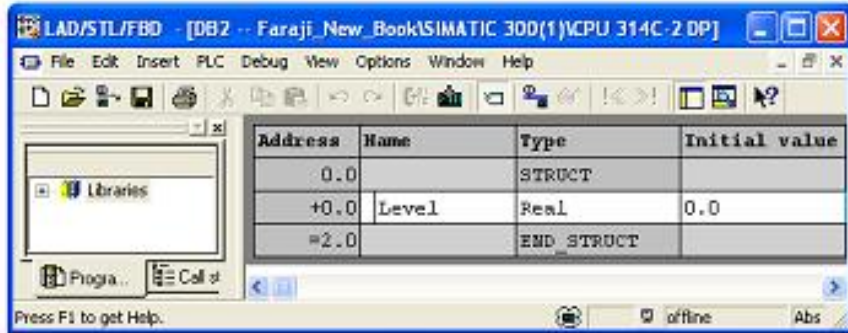 LAD/STL/FBD - [DB2 -- Faraji_New_Book\SIMATIC 300(1)\CPU 314C-2 DP]
File Edit Insert PLC Debug View Options Window Help
Address Name Type Initial value
0.0 STRUCT
+0.0 Level Real 0.0
=2.0 END_STRUCT
Libraries
Progra... Call st
Press F1 to get Help. offline Abs